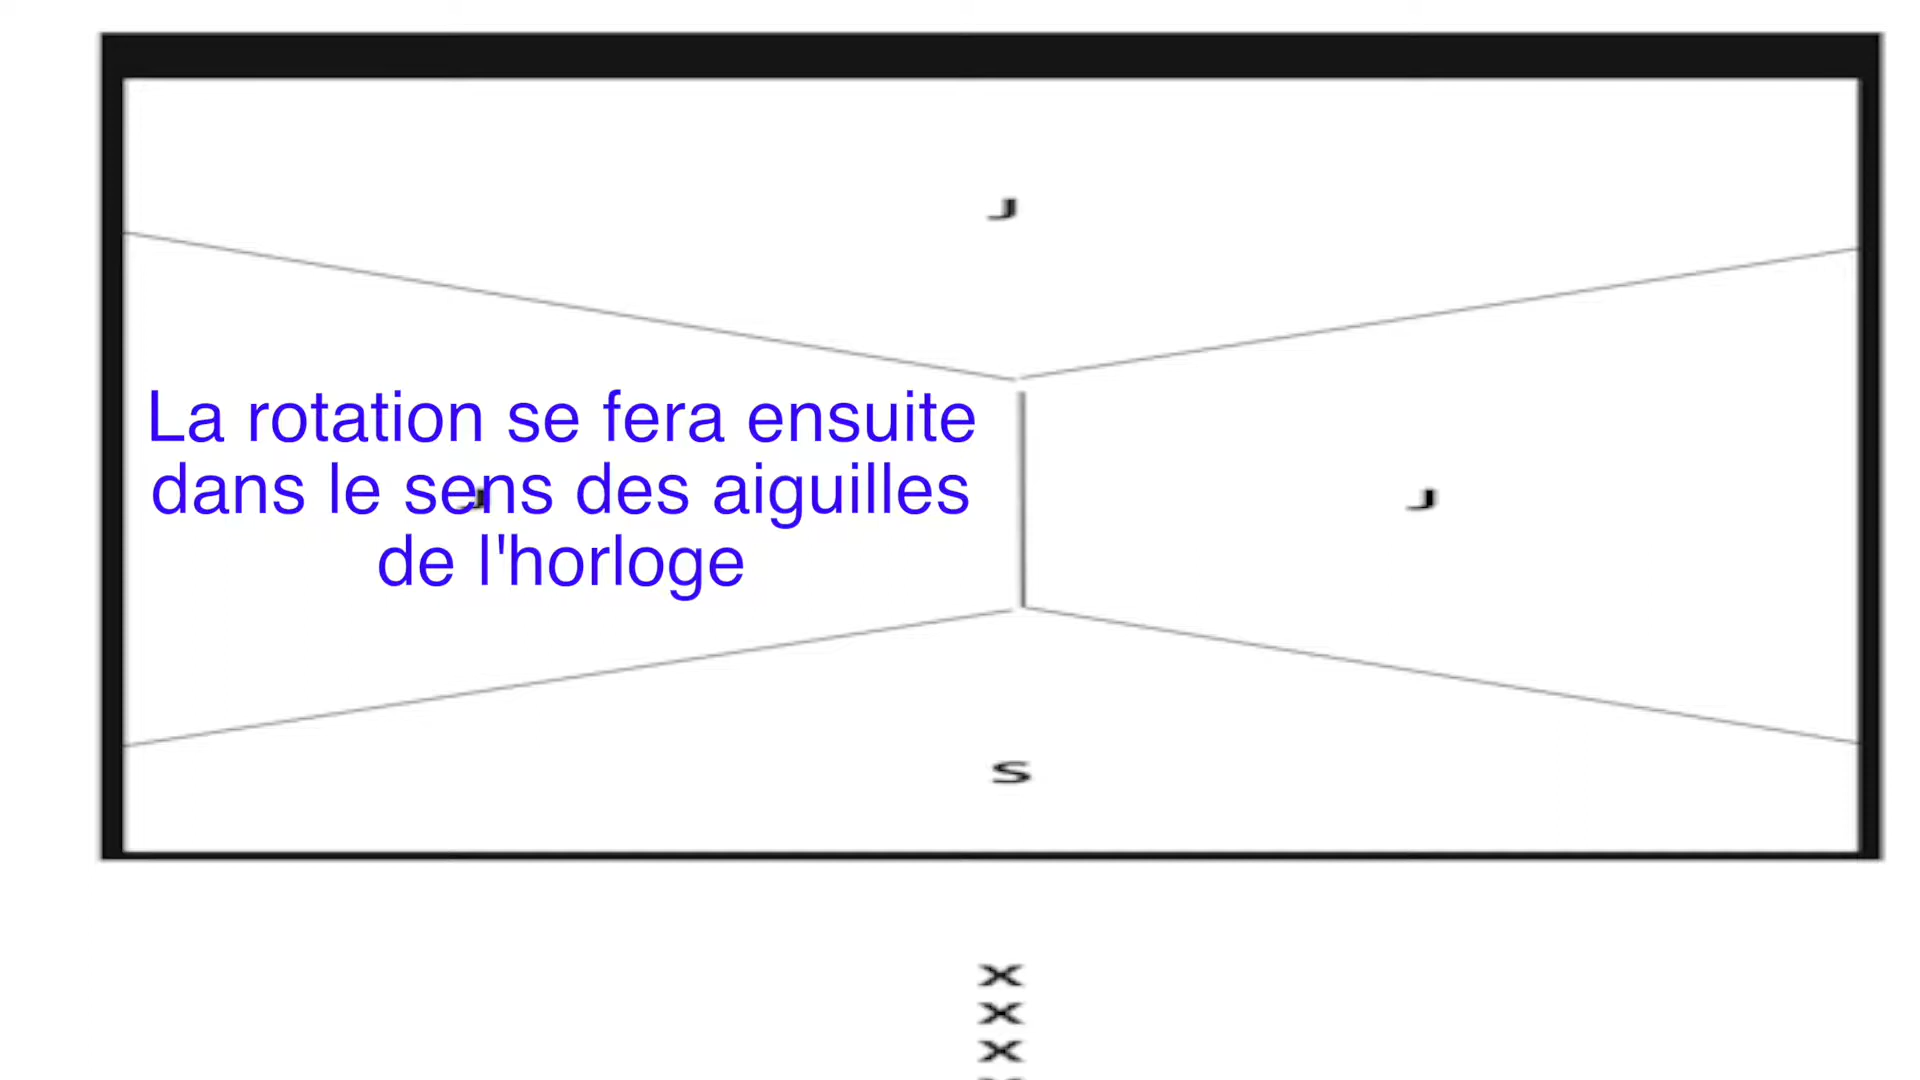 J
La rotation se fera ensuite
dans le sens des aiguilles
de l'horloge
J
J
S
X
X
X